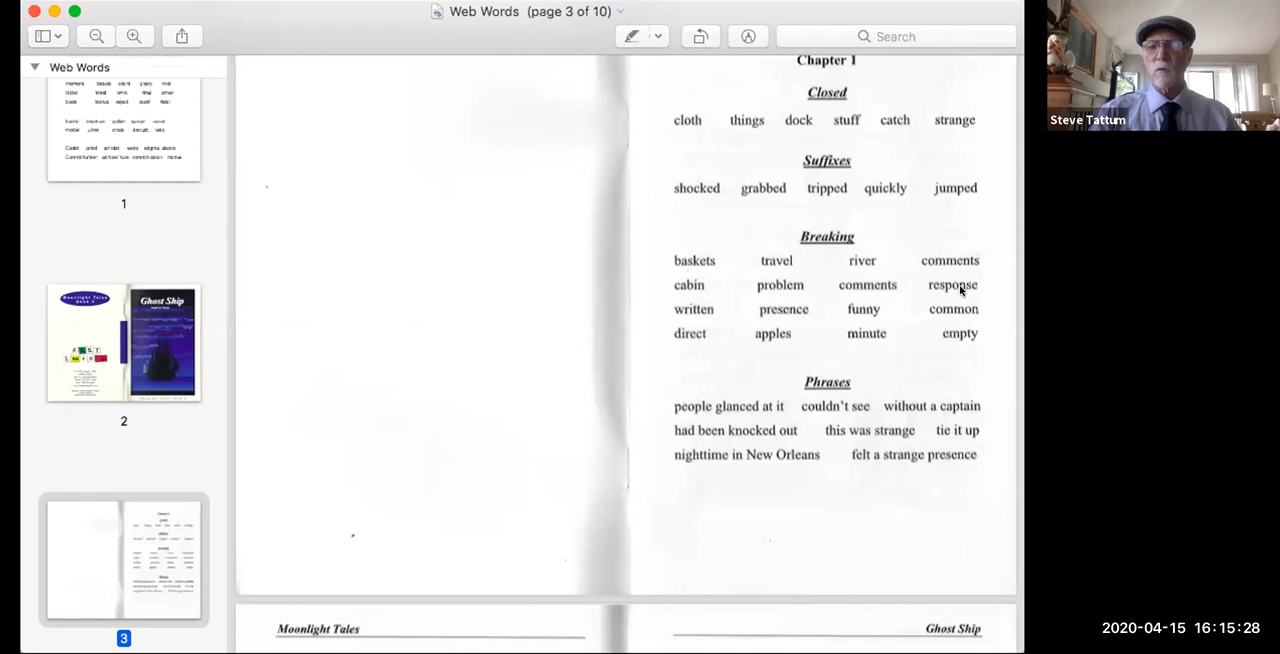 Web Words (page 3 of 10)
Search
Web Words
1
Moonlight Tales
Ghost Ship
2
3
Chapter 1
Closed
cloth things dock stuff catch strange
Suffixes
shocked grabbed tripped quickly jumped
Breaking
baskets travel river comments
cabin problem comments response
written presence funny common
direct apples minute empty
Phrases
people glanced at it couldn't see without a captain
had been knocked out this was strange tie it up
nighttime in New Orleans felt a strange presence
Moonlight Tales
Ghost Ship
Steve Tattum
2020-04-15 16:15:28